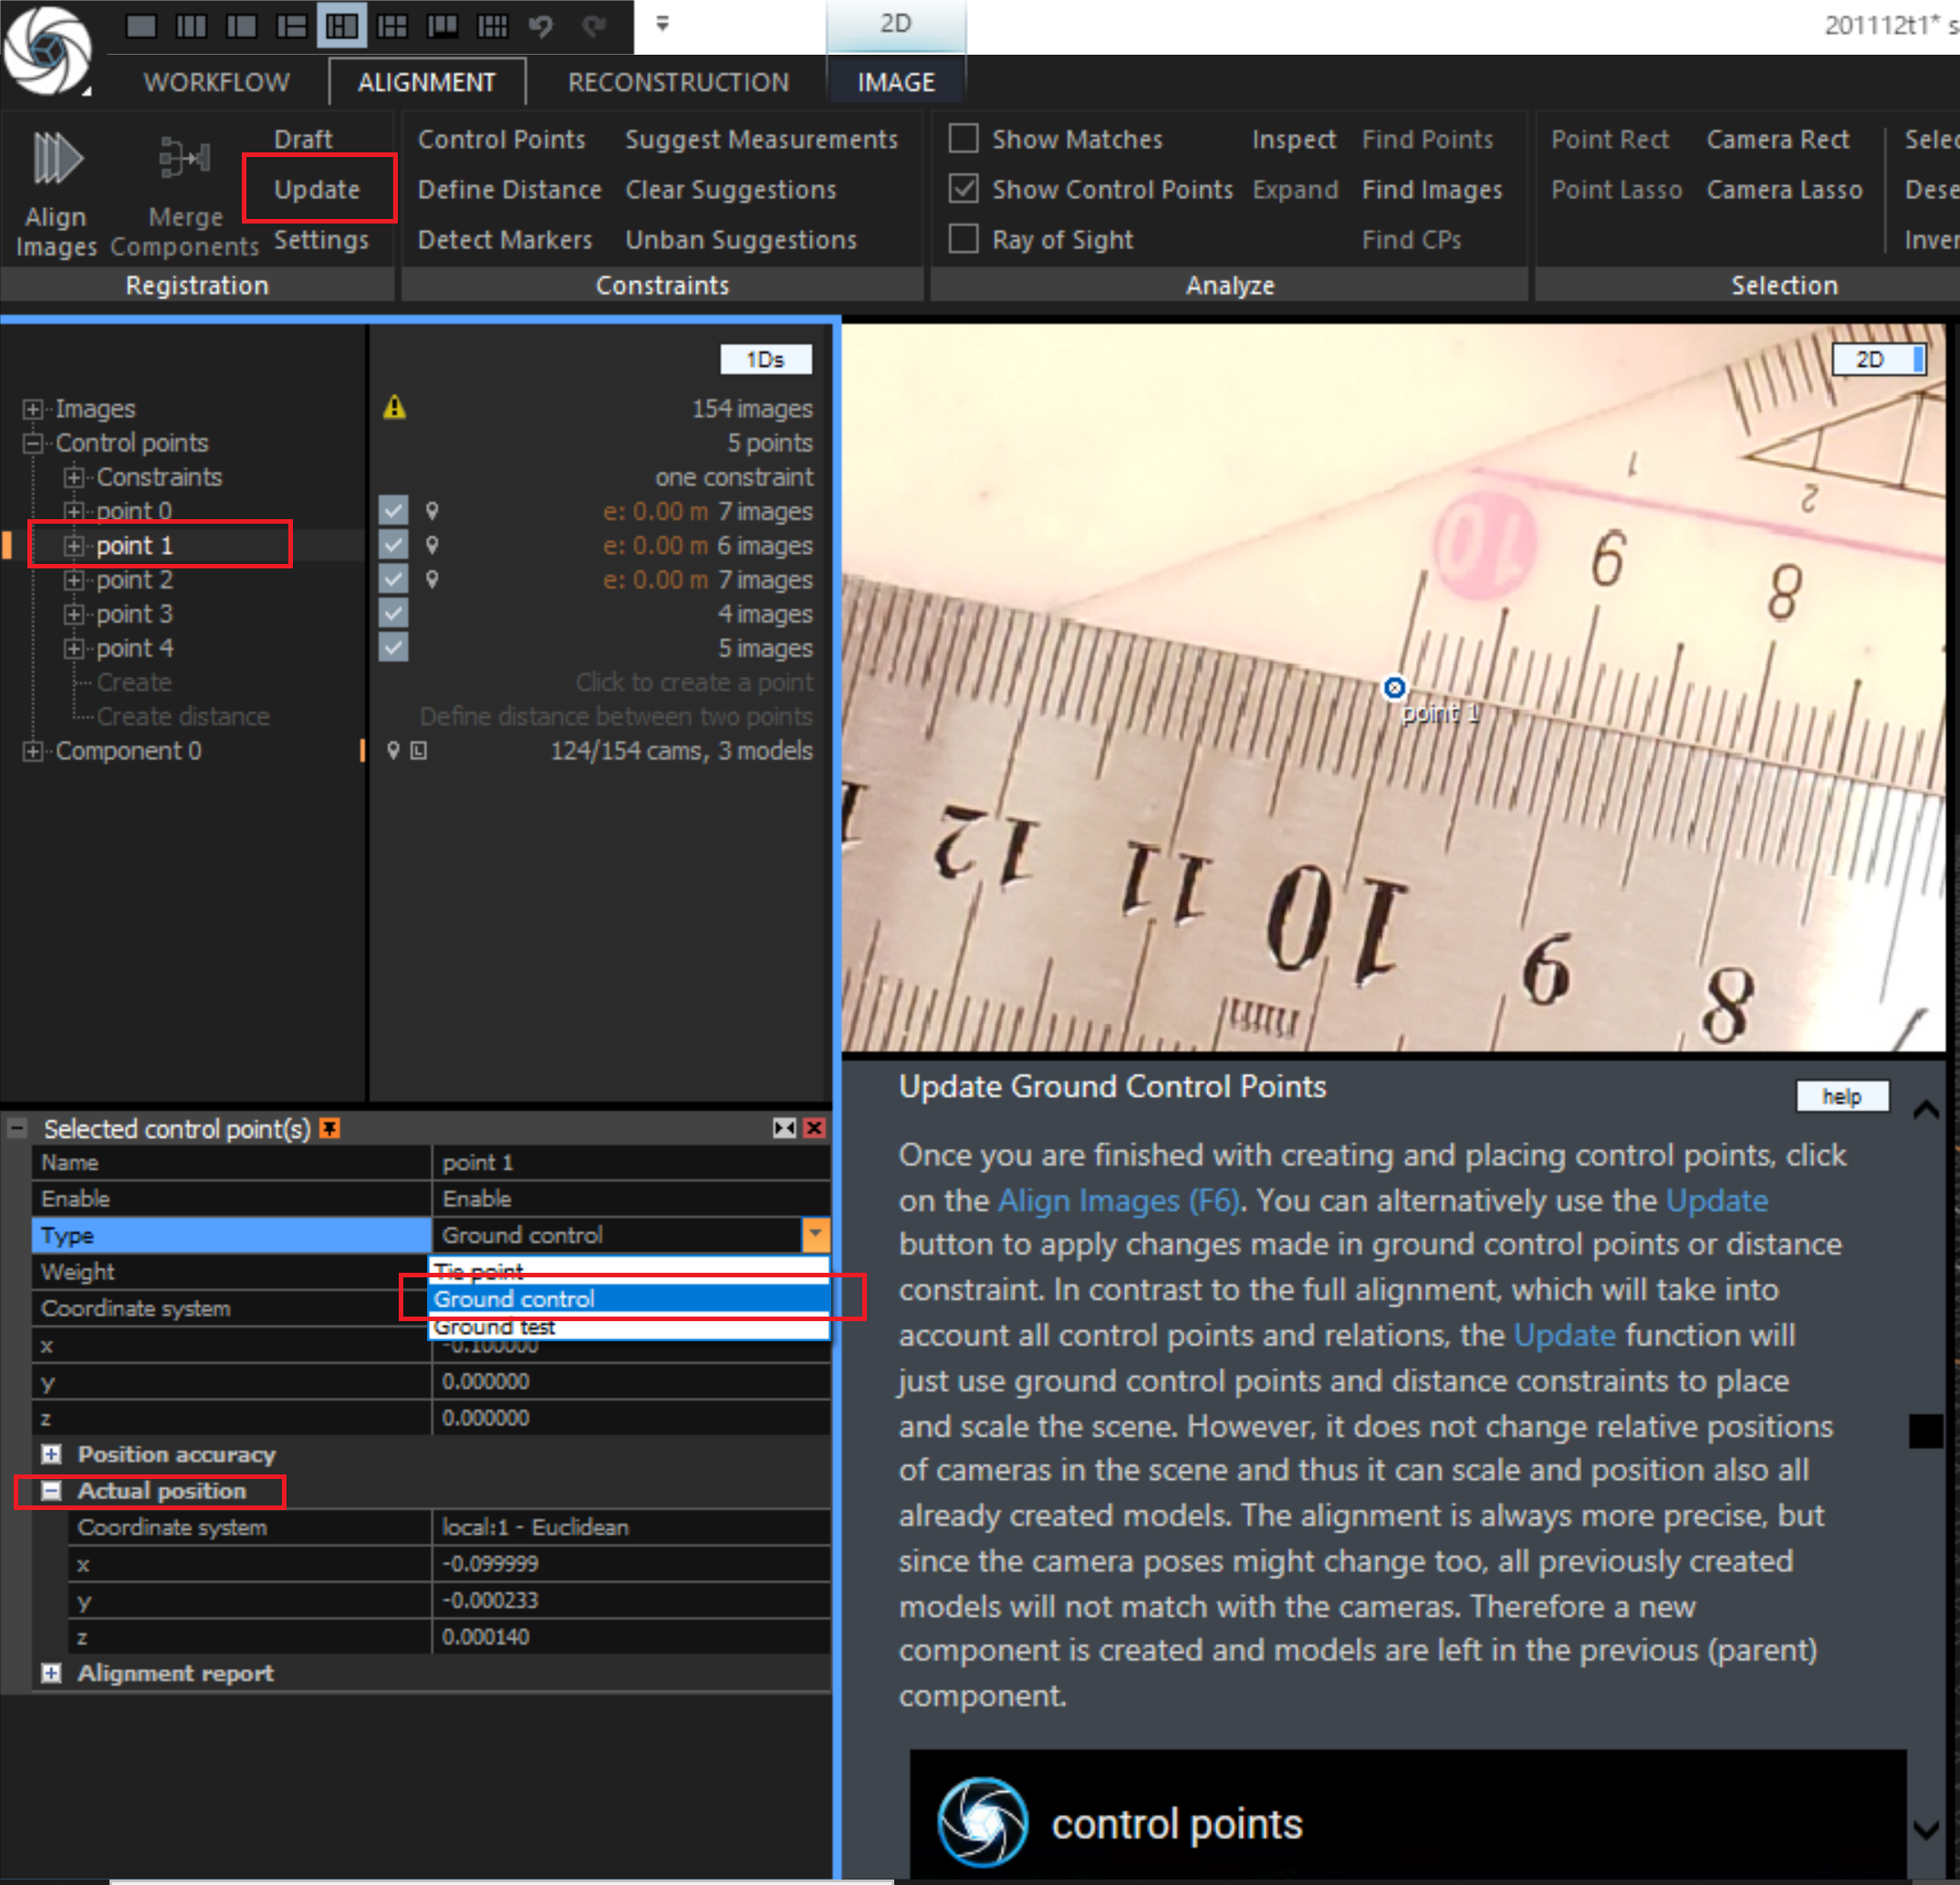 2D
201112t1* s
WORKFLOW
ALIGNMENT
RECONSTRUCTION
IMAGE
Align Images
Merge Components
Draft
Update
Settings
Registration
Control Points
Suggest Measurements
Define Distance
Clear Suggestions
Detect Markers
Unban Suggestions
Constraints
Show Matches
Inspect
Find Points
Show Control Points
Expand
Find Images
Ray of Sight
Find CPs
Analyze
Point Rect
Camera Rect
Point Lasso
Camera Lasso
Selec
Dese
Inver
Selection
1Ds
Images 154 images
Control points 5 points
Constraints one constraint
point 0 e: 0.00 m 7 images
point 1 e: 0.00 m 6 images
point 2 e: 0.00 m 7 images
point 3 4 images
point 4 5 images
Create Click to create a point
Create distance Define distance between two points
Component 0 L 124/154 cams, 3 models
2D
1
2
10
9
8
point 1
12
11
10
9
8
Selected control point(s)
Name point 1
Enable Enable
Type Ground control
Weight Tie point
Ground control
Coordinate system Ground test
x -0.100000
y 0.000000
z 0.000000
Position accuracy
Actual position
Coordinate system local:1 - Euclidean
x -0.099999
y -0.000233
z 0.000140
Alignment report
Update Ground Control Points
help
Once you are finished with creating and placing control points, click
on the Align Images (F6). You can alternatively use the Update
button to apply changes made in ground control points or distance
constraint. In contrast to the full alignment, which will take into
account all control points and relations, the Update function will
just use ground control points and distance constraints to place
and scale the scene. However, it does not change relative positions
of cameras in the scene and thus it can scale and position also all
already created models. The alignment is always more precise, but
since the camera poses might change too, all previously created
models will not match with the cameras. Therefore a new
component is created and models are left in the previous (parent)
component.
control points